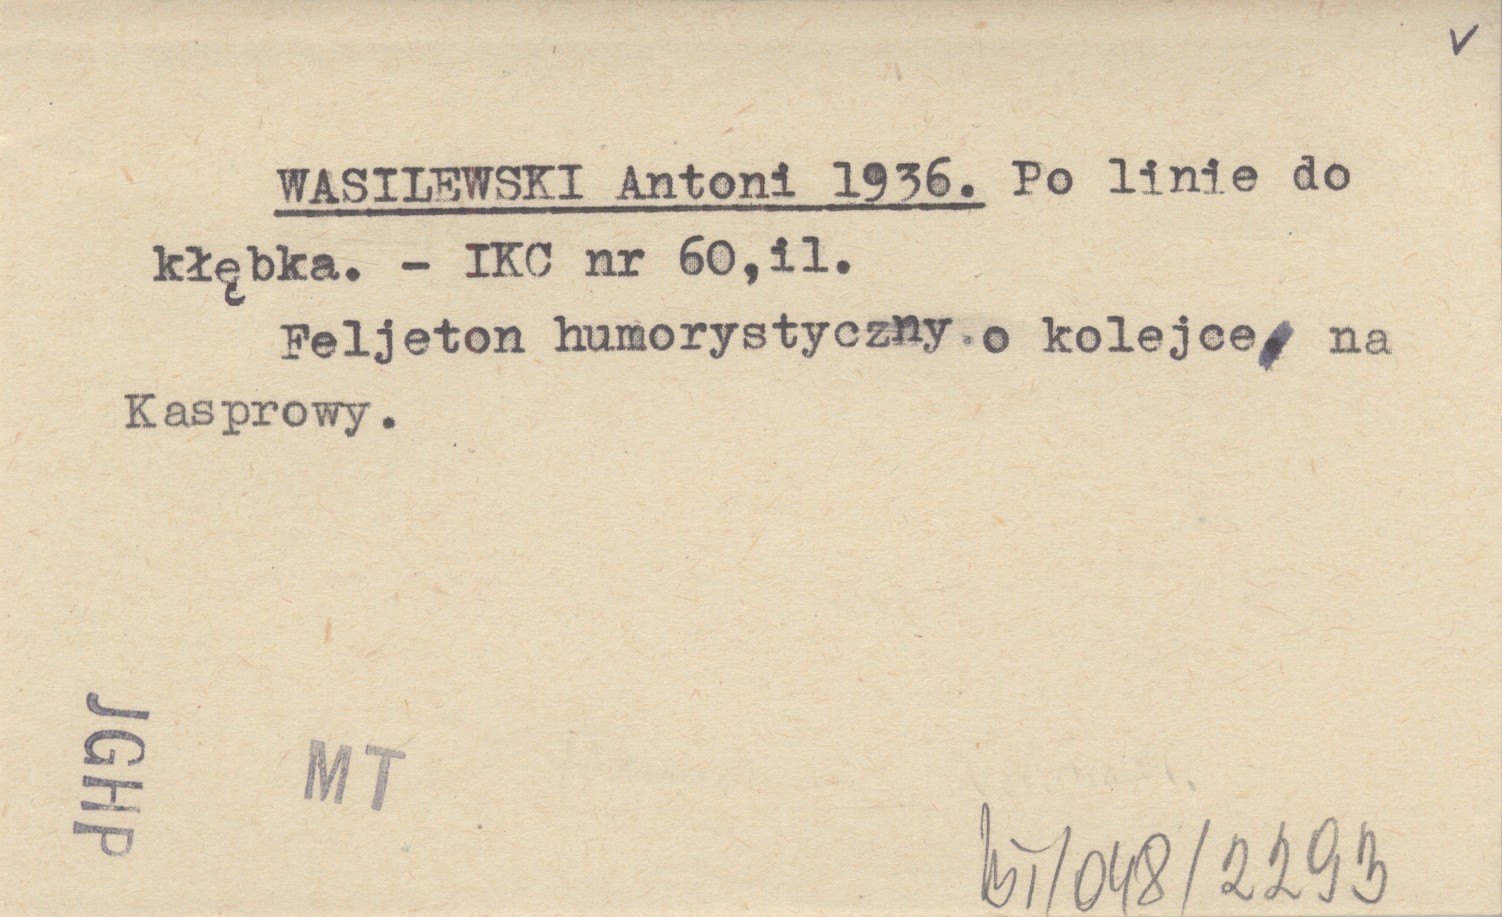 WASILEWSKI Antoni 1936. Po linie do
kłębka. - IKC nr 60,il.
Feljeton humorystyczny o kolejce na
Kasprowy.
JGHP
MT
/048/2293